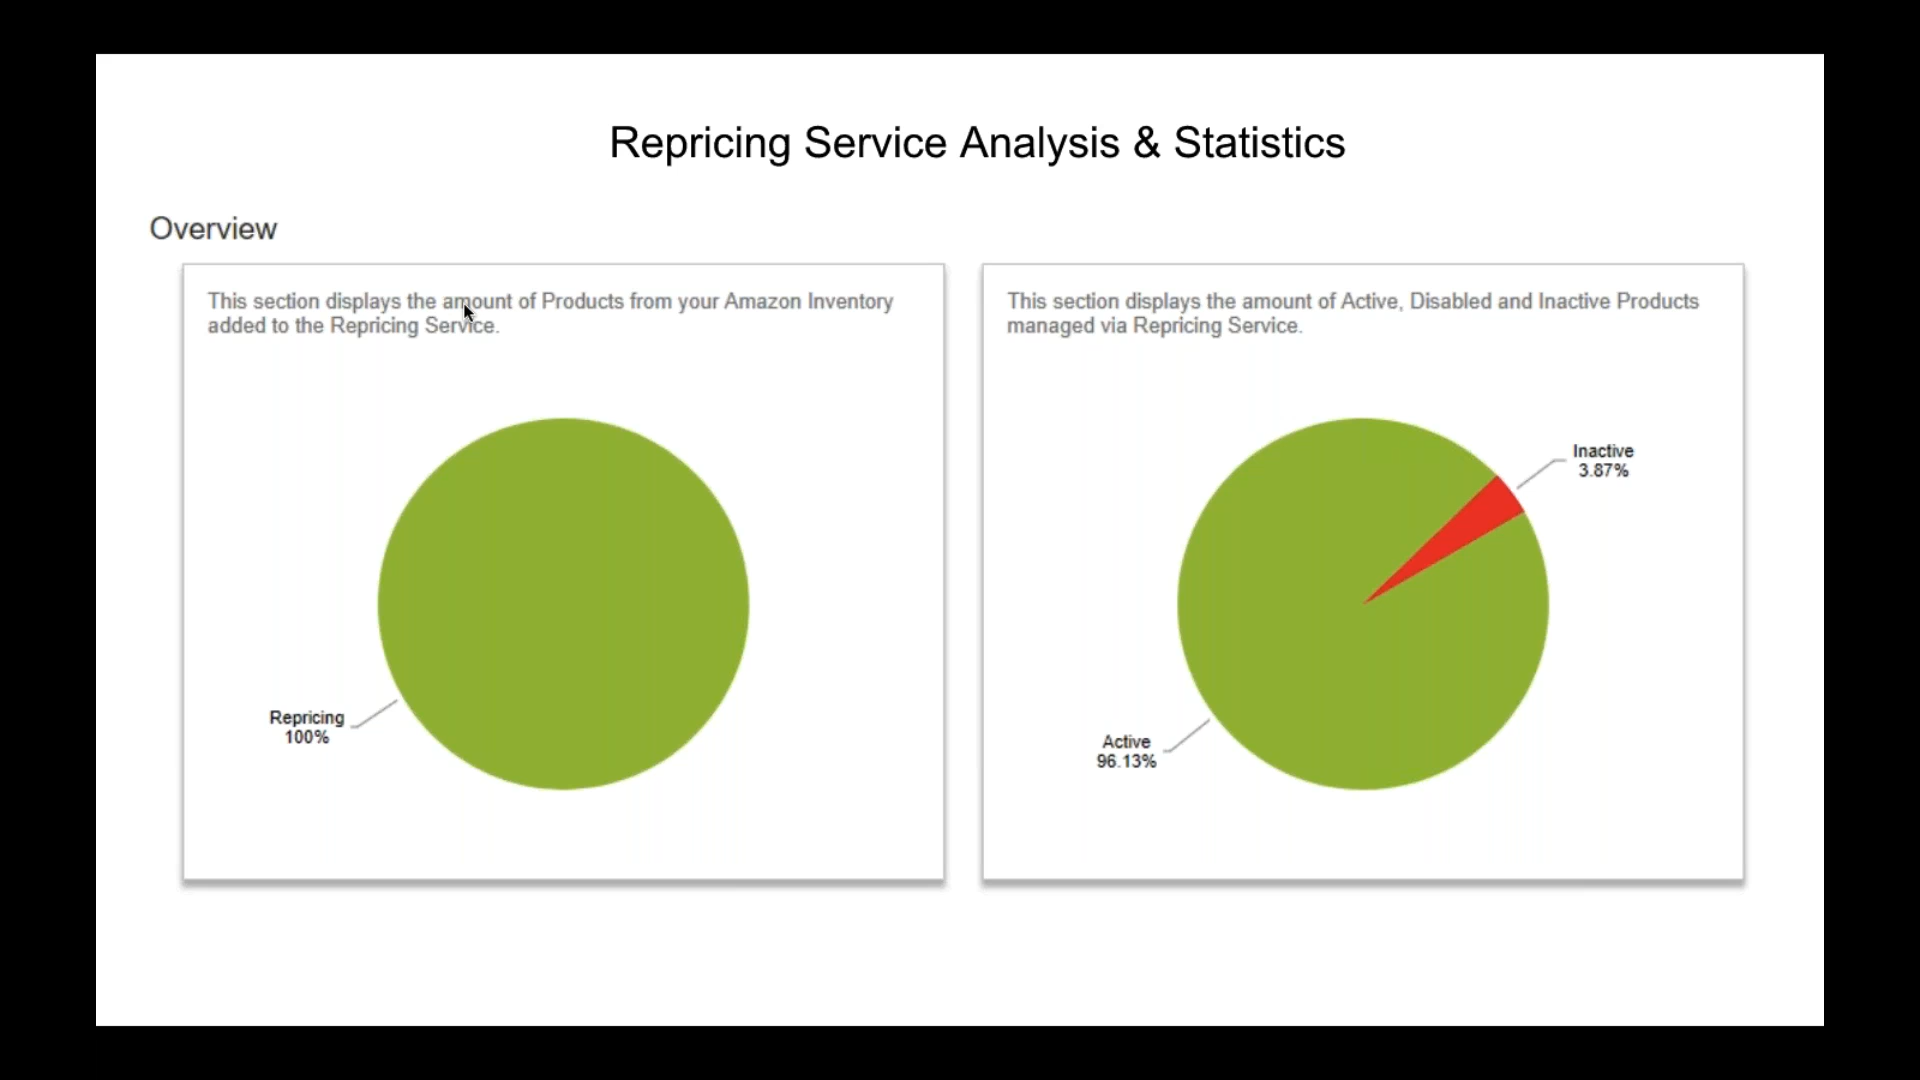 Repricing Service Analysis & Statistics
Overview
This section displays the amount of Products from your Amazon Inventory
added to the Repricing Service.
Repricing
100%
This section displays the amount of Active, Disabled and Inactive Products
managed via Repricing Service.
Inactive
3.87%
Active
96.13%